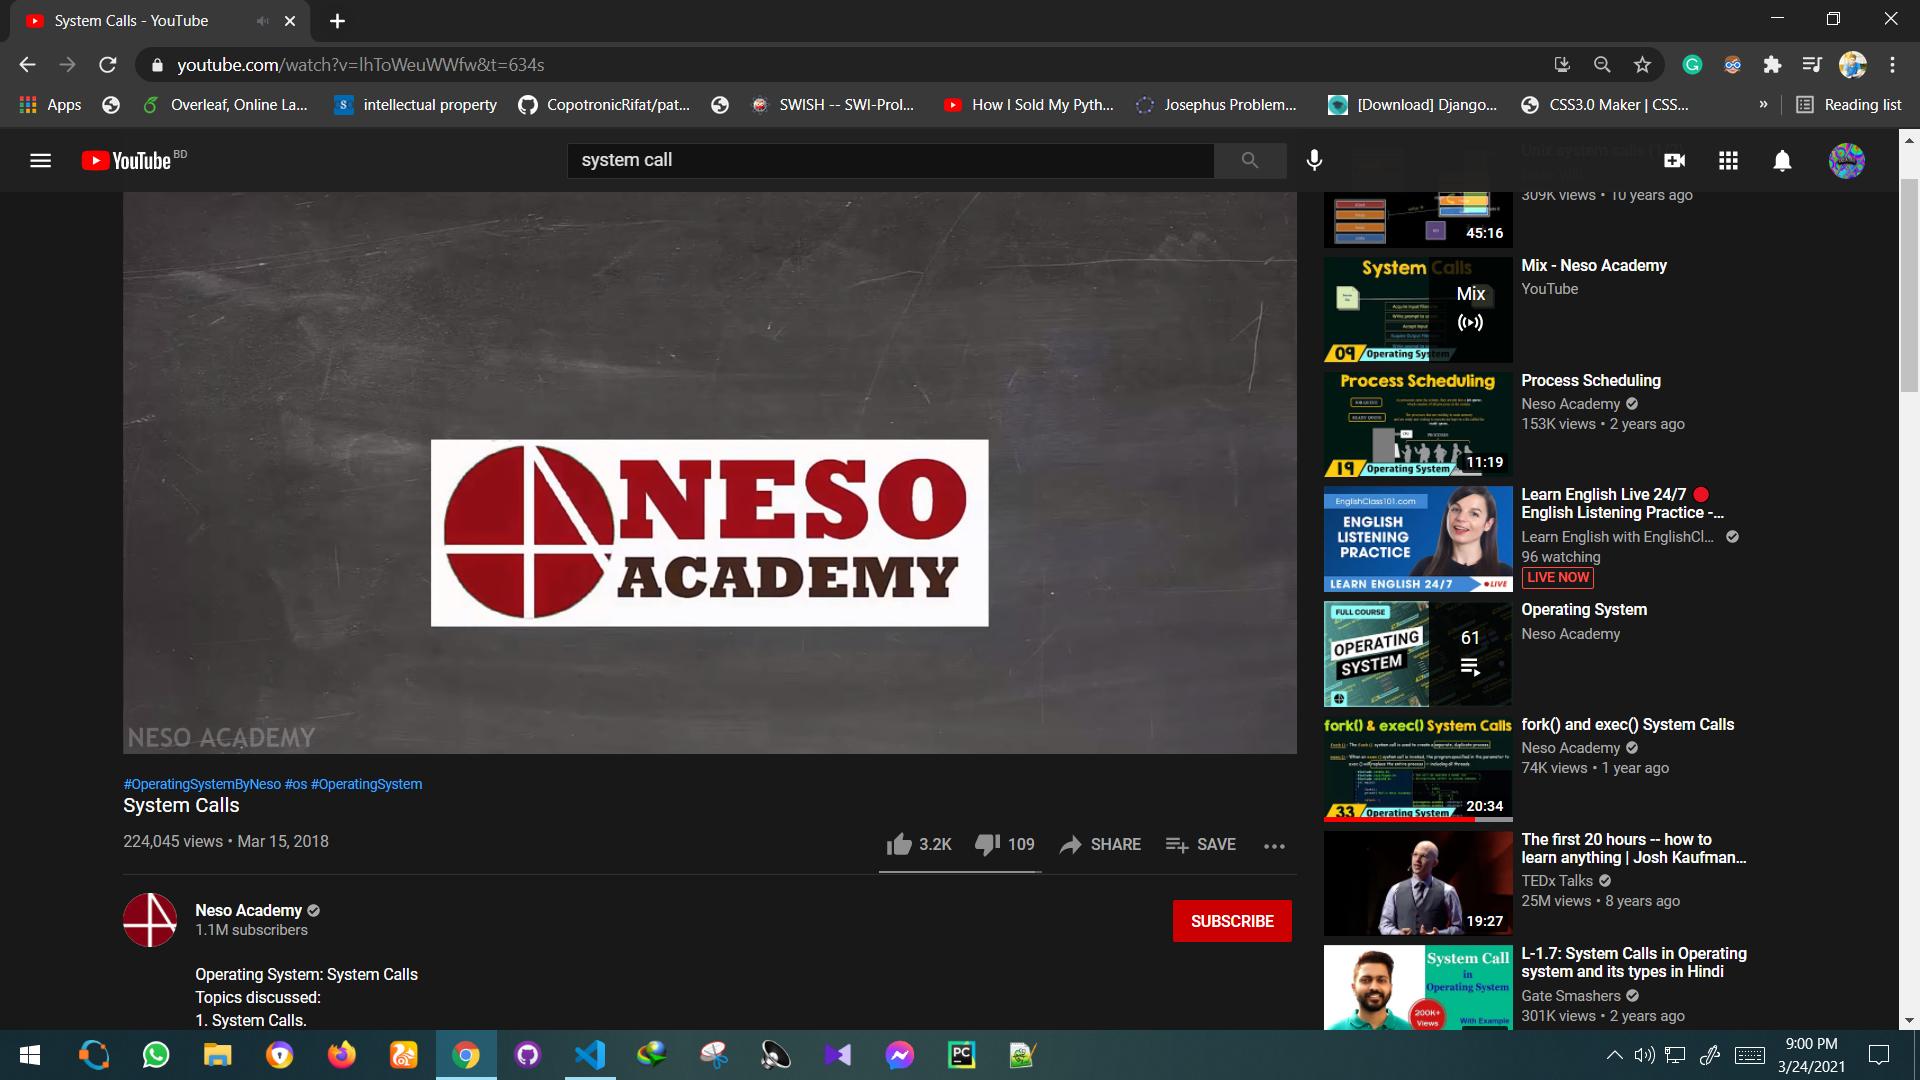 System Calls - YouTube
youtube.com/watch?v=lhToWeuWWfw&t=634s
Apps
Overleaf, Online La...
intellectual property
CopotronicRifat/pat...
SWISH -- SWI-Prol...
How I Sold My Pyth...
Josephus Problem...
[Download] Django...
CSS3.0 Maker | CSS...
»
Reading list
YouTube BD
system call
309K views • 10 years ago
45:16
System Calls
Mix
09 Operating System
Mix - Neso Academy
YouTube
Process Scheduling
11:19
19 Operating System
Process Scheduling
Neso Academy
153K views • 2 years ago
EnglishClass101.com
ENGLISH
LISTENING
PRACTICE
LEARN ENGLISH 24/7
LIVE
Learn English Live 24/7
English Listening Practice -...
Learn English with EnglishCl...
96 watching
LIVE NOW
FULL COURSE
OPERATING
SYSTEM
61
Operating System
Neso Academy
fork() & exec() System Calls
20:34
33 Operating System
fork() and exec() System Calls
Neso Academy
74K views • 1 year ago
19:27
The first 20 hours -- how to
learn anything | Josh Kaufman...
TEDx Talks
25M views • 8 years ago
System Call
in
Operating System
200K+
Views
With Example
L-1.7: System Calls in Operating
system and its types in Hindi
Gate Smashers
301K views • 2 years ago
NESO
ACADEMY
NESO ACADEMY
#OperatingSystemByNeso #os #OperatingSystem
System Calls
224,045 views • Mar 15, 2018
3.2K
109
SHARE
SAVE
Neso Academy
1.1M subscribers
SUBSCRIBE
Operating System: System Calls
Topics discussed:
1. System Calls.
PC
9:00 PM
3/24/2021